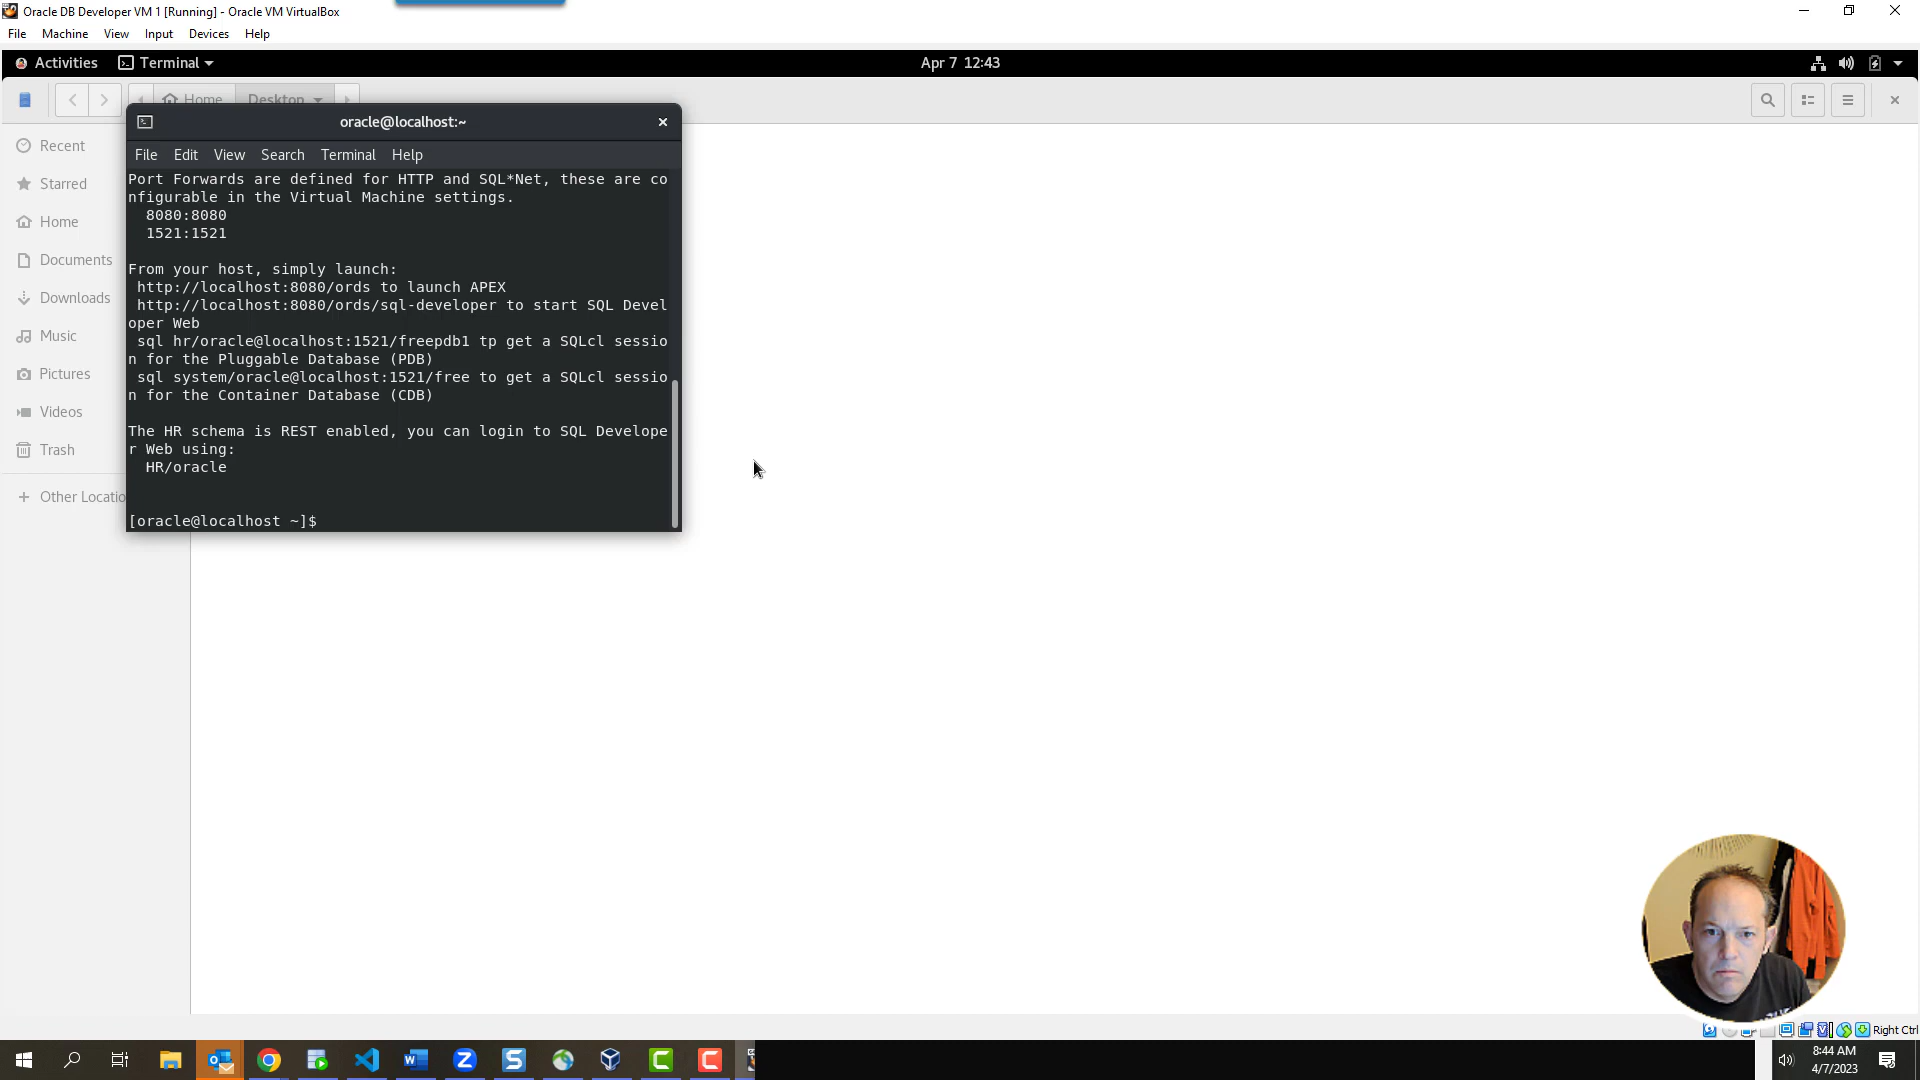 Oracle DB Developer VM 1 [Running] - Oracle VM VirtualBox
File Machine View Input Devices Help
Activities Terminal Apr 7 12:43
Home Desktop
oracle@localhost:~
File Edit View Search Terminal Help
Recent
Starred
Home
Documents
Downloads
Music
Pictures
Videos
Trash
Other Locatio
Port Forwards are defined for HTTP and SQL*Net, these are co
nfigurable in the Virtual Machine settings.
8080:8080
1521:1521
From your host, simply launch:
http://localhost:8080/ords to launch APEX
http://localhost:8080/ords/sql-developer to start SQL Devel
oper Web
sql hr/oracle@localhost:1521/freepdb1 tp get a SQLcl sessio
n for the Pluggable Database (PDB)
sql system/oracle@localhost:1521/free to get a SQLcl sessio
n for the Container Database (CDB)
The HR schema is REST enabled, you can login to SQL Develope
r Web using:
HR/oracle
[oracle@localhost ~]$
Right Ctrl
8:44 AM
4/7/2023